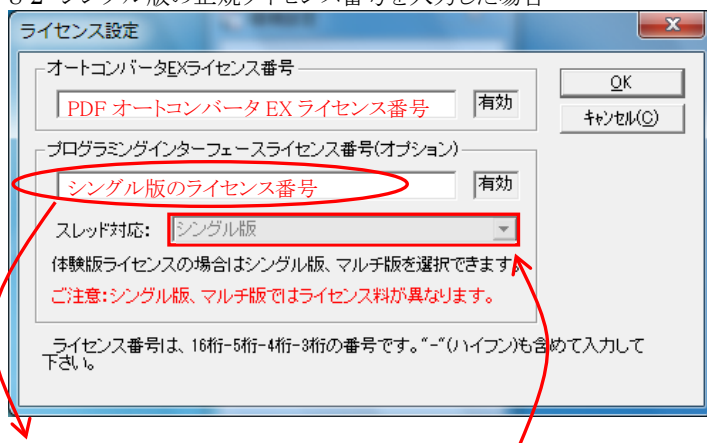 ライセンス設定
オートコンバータEXライセンス番号
PDF オートコンバータ EX ライセンス番号
有効
OK
キャンセル(C)
プログラミングインターフェースライセンス番号(オプション)
シングル版のライセンス番号
有効
スレッド対応:
シングル版
体験版ライセンスの場合はシングル版、マルチ版を選択できます。
ご注意:シングル版、マルチ版ではライセンス料が異なります。
ライセンス番号は、16桁-5桁-4桁-3桁の番号です。"-"(ハイフン)も含めて入力して
下さい。